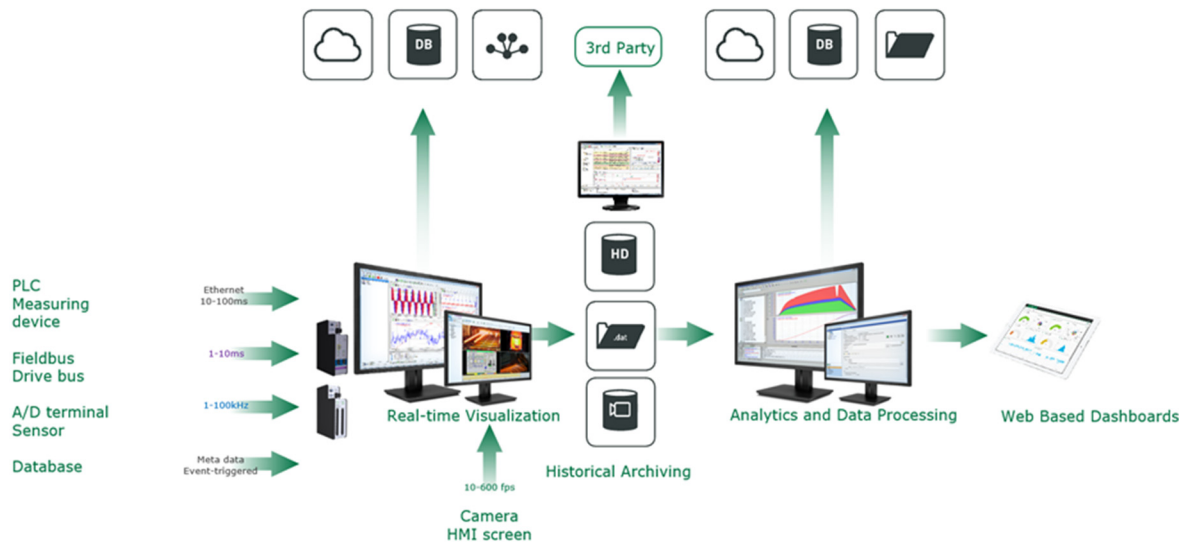 DB
3rd Party
DB
HD
.dat
PLC
Measuring
device
Ethernet
10-100ms
Fieldbus
Drive bus
1-10ms
A/D terminal
Sensor
1-100kHz
Database
Meta data
Event-triggered
Real-time Visualization
10-600 fps
Camera
HMI screen
Historical Archiving
Analytics and Data Processing
Web Based Dashboards